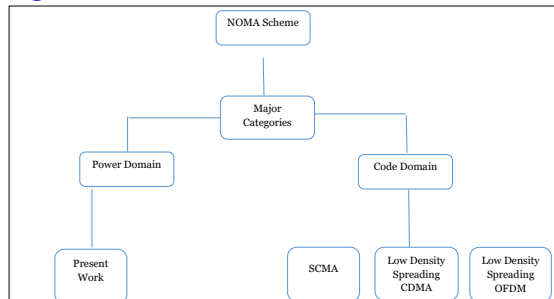 NOMA Scheme
Major
Categories
Power Domain
Code Domain
Present
Work
SCMA
Low Density
Spreading
CDMA
Low Density
Spreading
OFDM